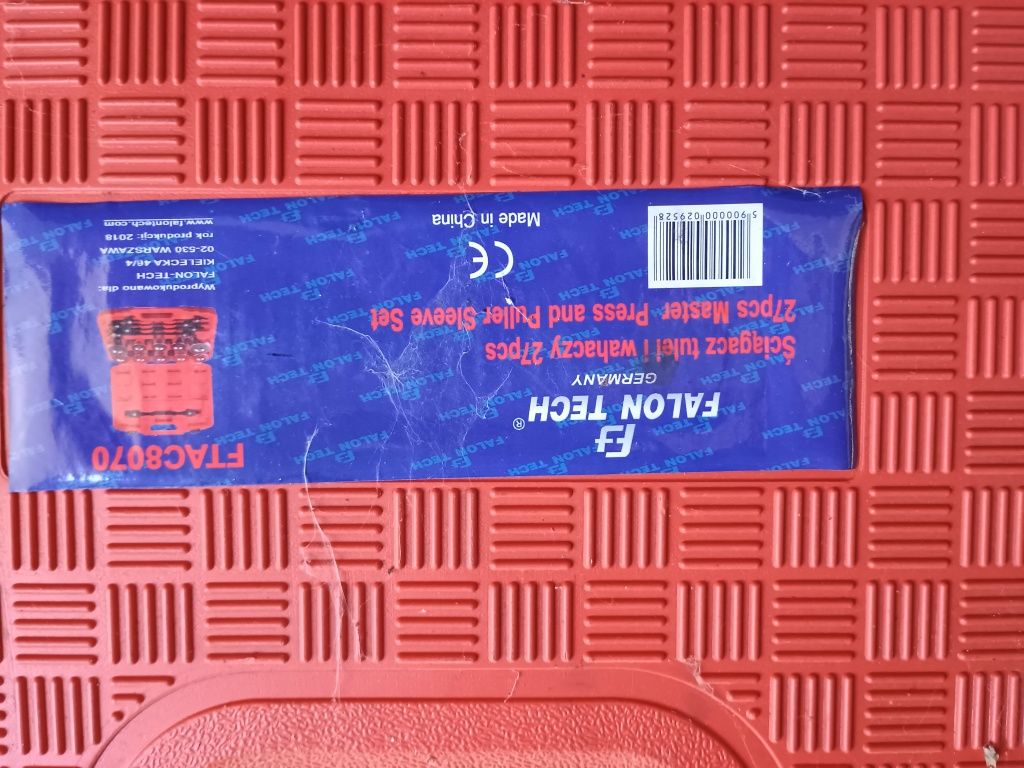 FALON TECH®
GERMANY
Ściągacz tulei i wahaczy 27pcs
27pcs Master Press and Puller Sleeve Set
Made in China
CE
5 900000 029528
FTAC8070
Wyprodukowano dla:
FALON-TECH
KIELECKA 46/4
02-530 WARSZAWA
rok produkcji: 2018
www.falontech.com